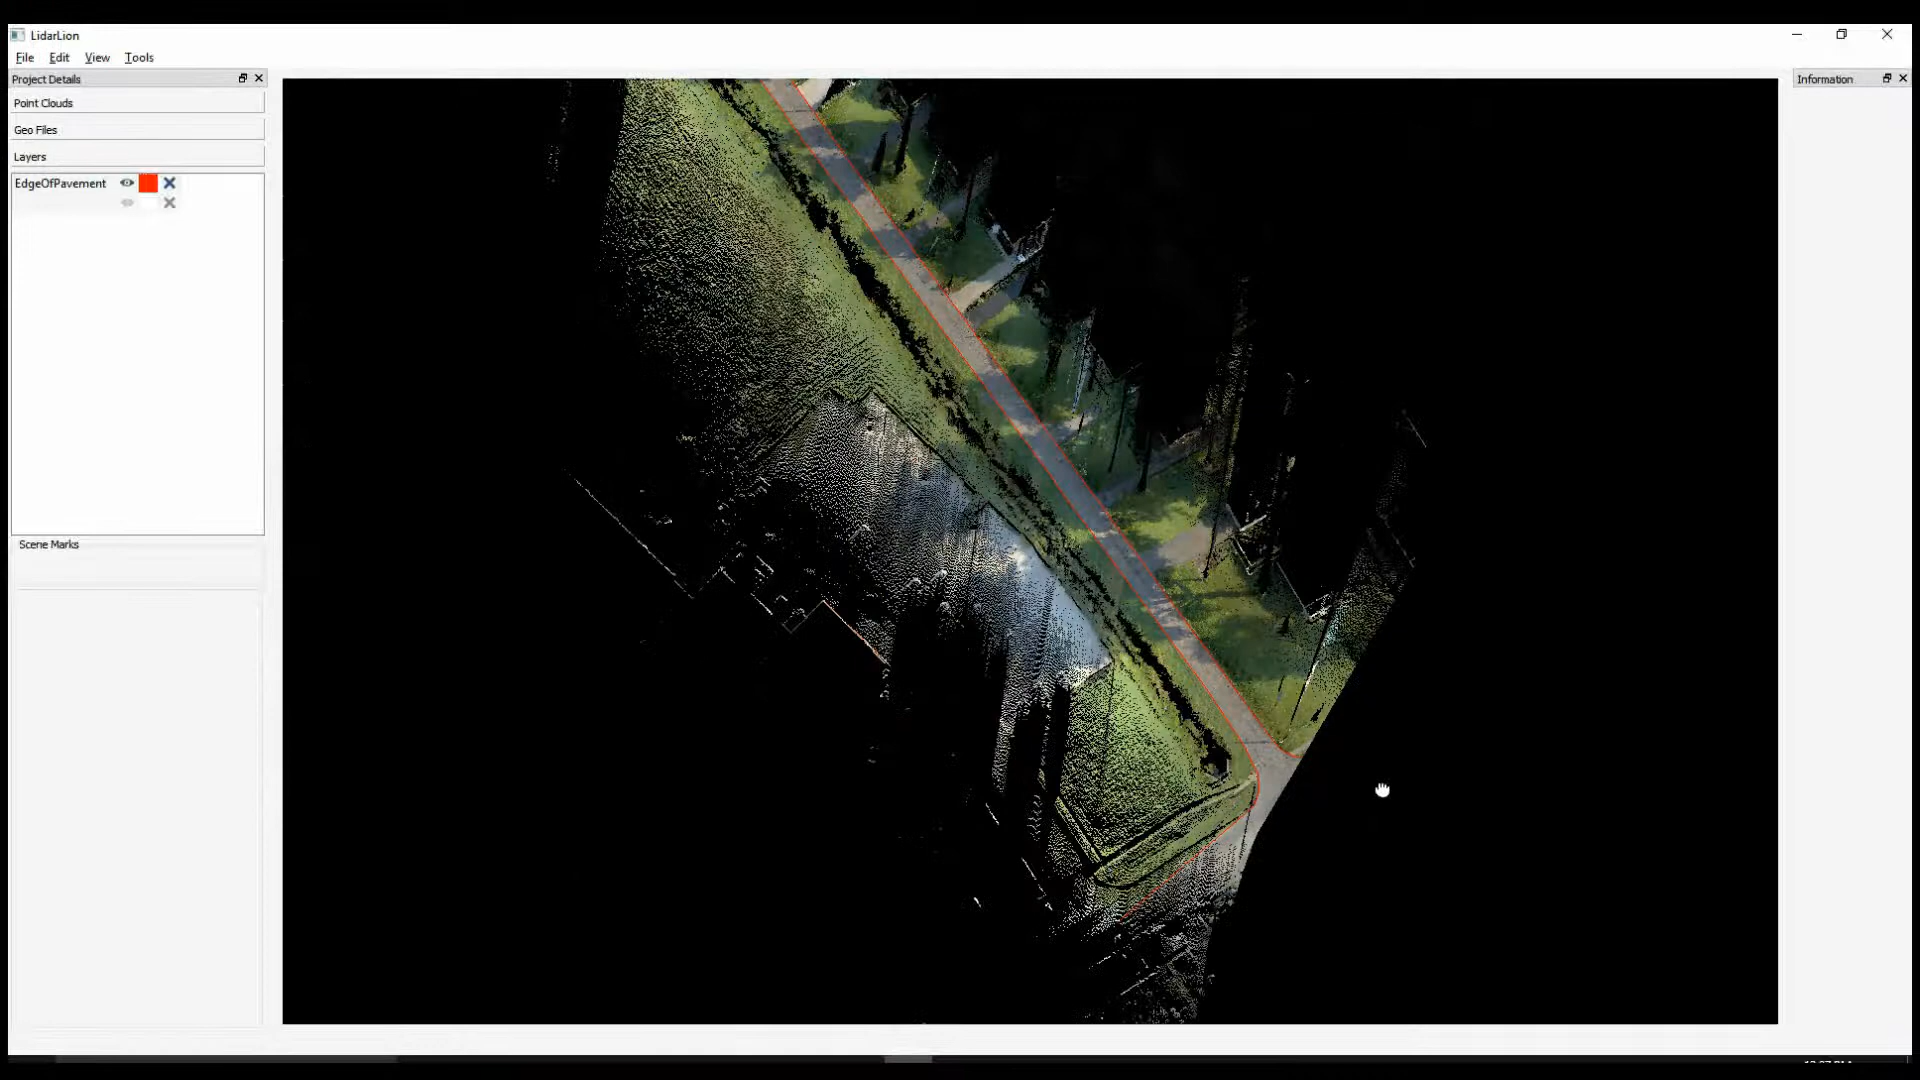 LidarLion
File Edit View Tools
Project Details
Information
Point Clouds
Geo Files
Layers
EdgeOfPavement
Scene Marks